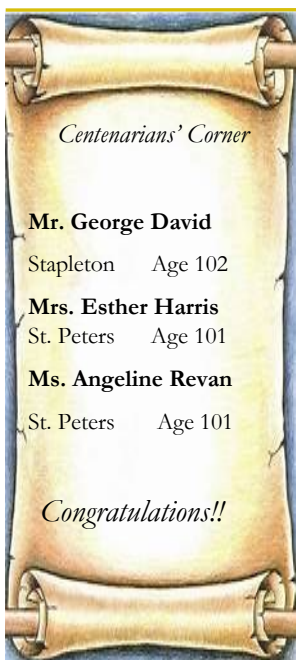 Centenarians' Corner
Mr. George David
Stapleton Age 102
Mrs. Esther Harris
St. Peters Age 101
Ms. Angeline Revan
St. Peters Age 101
Congratulations!!